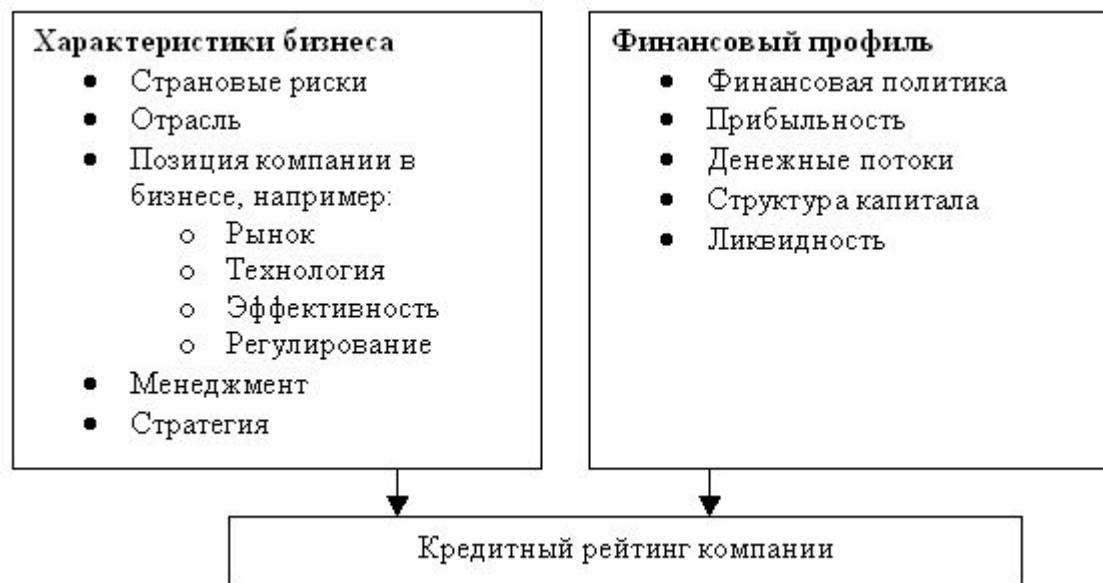 Характеристики бизнеса
● Страновые риски
● Отрасль
● Позиция компании в
бизнесе, например:
o Рынок
o Технология
o Эффективность
o Регулирование
● Менеджмент
● Стратегия
Финансовый профиль
● Финансовая политика
● Прибыльность
● Денежные потоки
● Структура капитала
● Ликвидность
Кредитный рейтинг компании